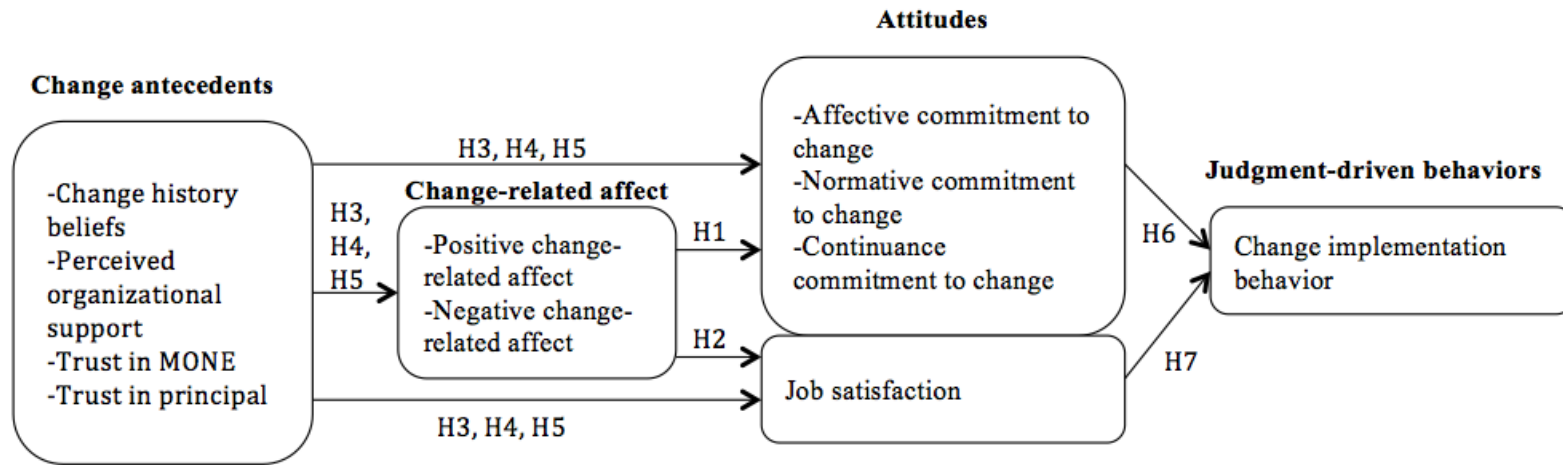 Attitudes
Change antecedents
-Change history
beliefs
-Perceived
organizational
support
-Trust in MONE
-Trust in principal
H3, H4, H5
H3,
H4,
H5
Change-related affect
-Positive change-
related affect
-Negative change-
related affect
H1
H2
H3, H4, H5
-Affective commitment to
change
-Normative commitment
to change
-Continuance
commitment to change
Job satisfaction
H6
H7
Judgment-driven behaviors
Change implementation
behavior